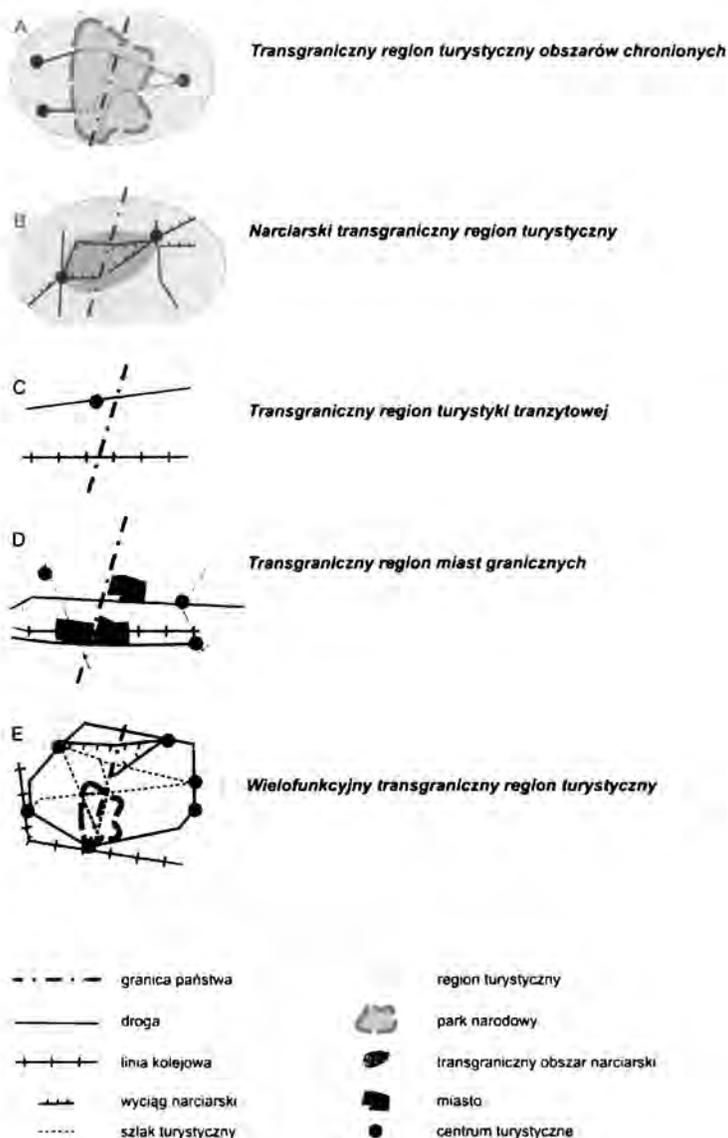 A
Transgraniczny region turystyczny obszarów chronionych
B
Narciarski transgraniczny region turystyczny
C
Transgraniczny region turystyki tranzytowej
D
Transgraniczny region miast granicznych
E
Wielofunkcyjny transgraniczny region turystyczny
granica państwa
region turystyczny
droga
park narodowy
linia kolejowa
transgraniczny obszar narciarski
wyciąg narciarski
miasto
szlak turystyczny
centrum turystyczne